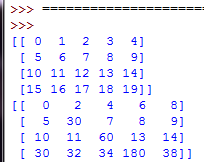 >>> ======================
>>>
[[ 0  1  2  3  4]
 [ 5  6  7  8  9]
 [10 11 12 13 14]
 [15 16 17 18 19]]
[[  0   2   4   6   8]
 [  5  30   7   8   9]
 [ 10  11  60  13  14]
 [ 30  32  34 180  38]]